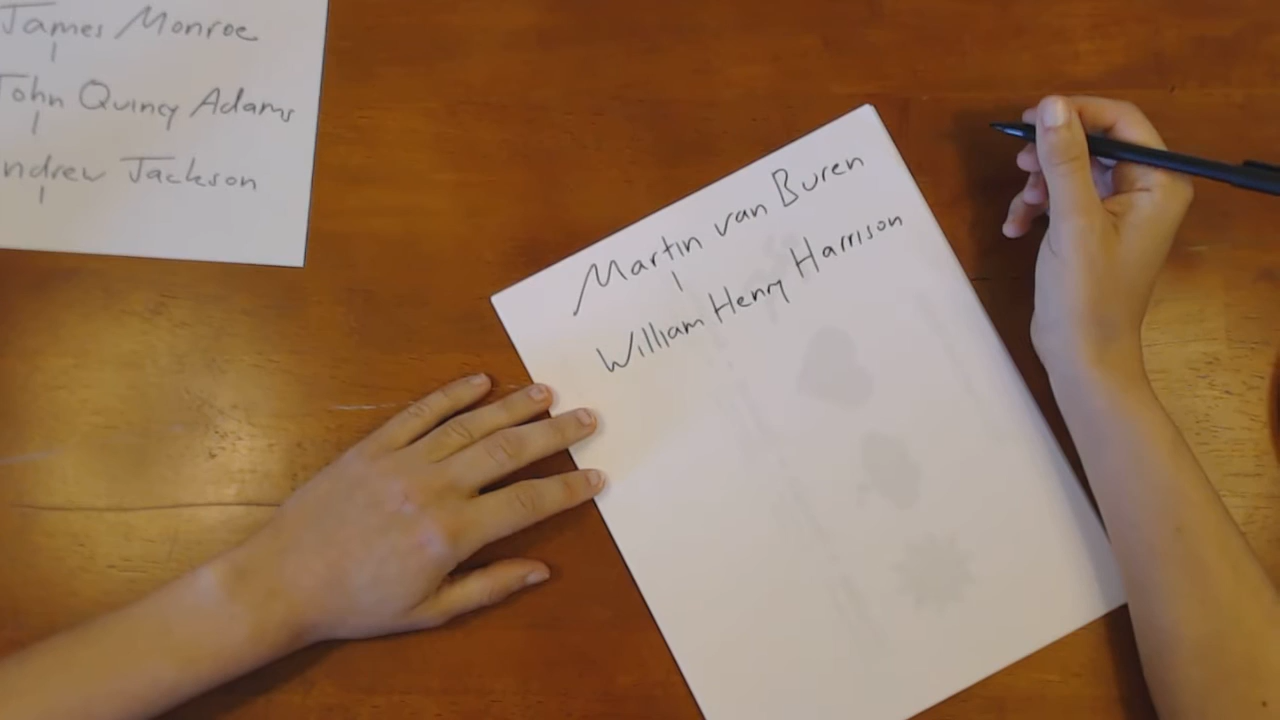 James Monroe
John Quincy Adams
ndrew Jackson
Martin van Buren
William Henry Harrison